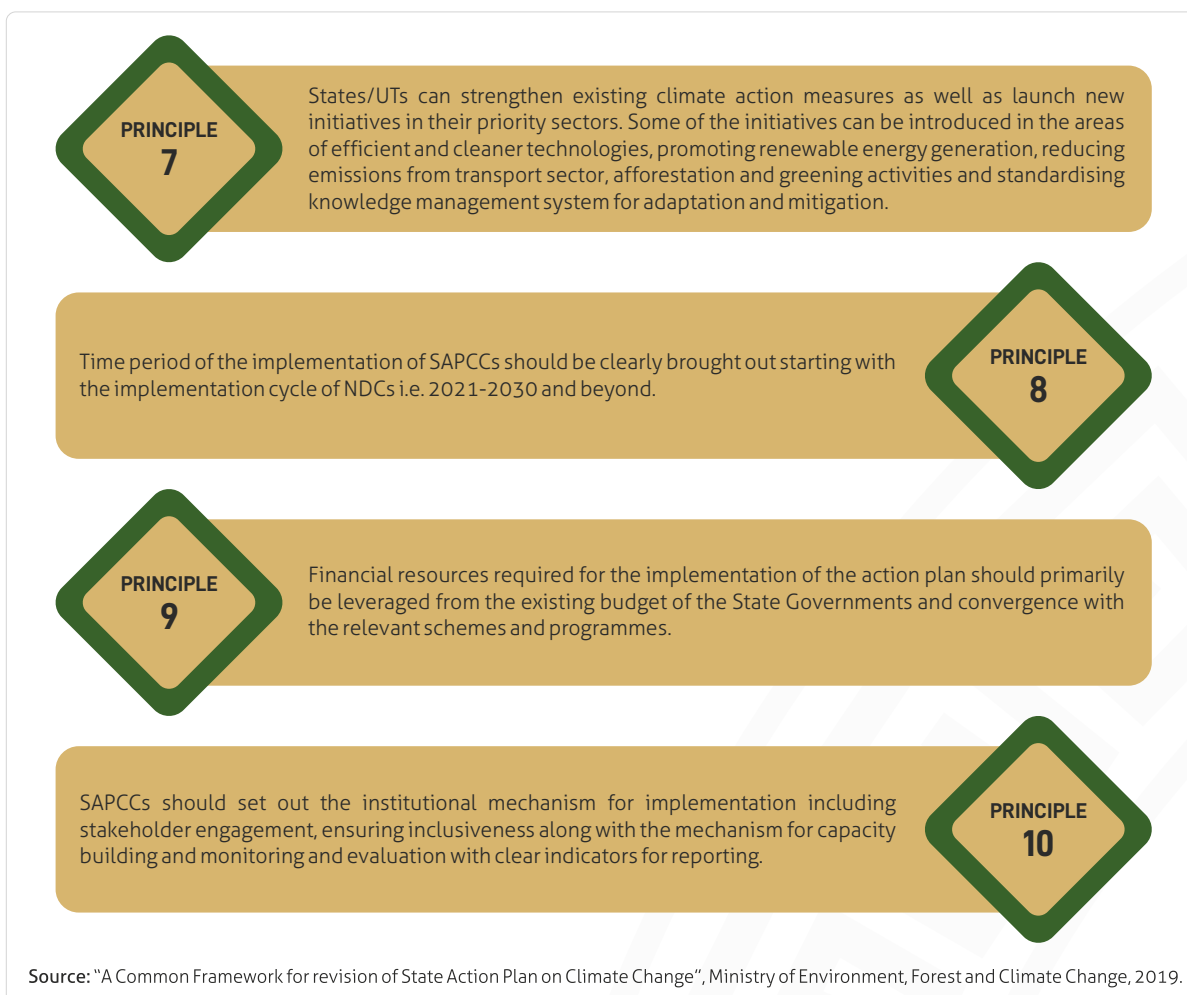 PRINCIPLE
7
States/UTs can strengthen existing climate action measures as well as launch new
initiatives in their priority sectors. Some of the initiatives can be introduced in the areas
of efficient and cleaner technologies, promoting renewable energy generation, reducing
emissions from transport sector, afforestation and greening activities and standardising
knowledge management system for adaptation and mitigation.
Time period of the implementation of SAPCCs should be clearly brought out starting with
the implementation cycle of NDCs i.e. 2021-2030 and beyond.
PRINCIPLE
8
PRINCIPLE
9
Financial resources required for the implementation of the action plan should primarily
be leveraged from the existing budget of the State Governments and convergence with
the relevant schemes and programmes.
SAPCCs should set out the institutional mechanism for implementation including
stakeholder engagement, ensuring inclusiveness along with the mechanism for capacity
building and monitoring and evaluation with clear indicators for reporting.
PRINCIPLE
10
Source: “A Common Framework for revision of State Action Plan on Climate Change”, Ministry of Environment, Forest and Climate Change, 2019.